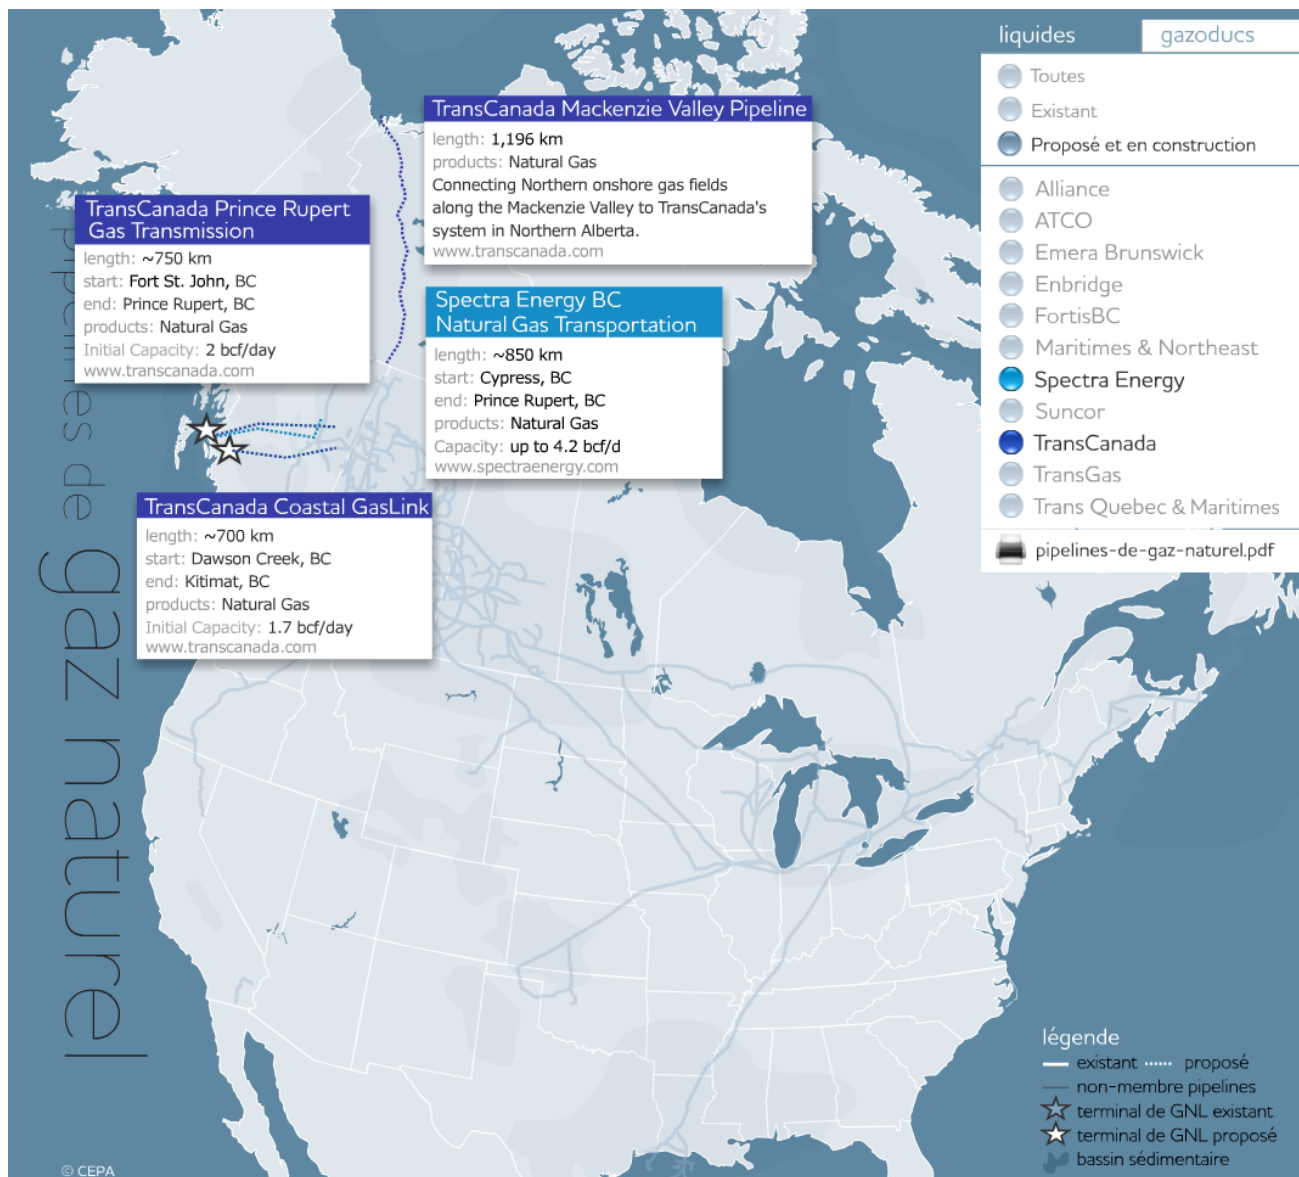 liquides
gazoducs
Toutes
Existant
Proposé et en construction
Alliance
ATCO
Emera Brunswick
Enbridge
FortisBC
Maritimes & Northeast
Spectra Energy
Suncor
TransCanada
TransGas
Trans Quebec & Maritimes
pipelines-de-gaz-naturel.pdf
TransCanada Mackenzie Valley Pipeline
length: 1,196 km
products: Natural Gas
Connecting Northern onshore gas fields
along the Mackenzie Valley to TransCanada's
system in Northern Alberta.
www.transcanada.com
TransCanada Prince Rupert
Gas Transmission
length: ~750 km
start: Fort St. John, BC
end: Prince Rupert, BC
products: Natural Gas
Initial Capacity: 2 bcf/day
www.transcanada.com
Spectra Energy BC
Natural Gas Transportation
length: ~850 km
start: Cypress, BC
end: Prince Rupert, BC
products: Natural Gas
Capacity: up to 4.2 bcf/d
www.spectraenergy.com
TransCanada Coastal GasLink
length: ~700 km
start: Dawson Creek, BC
end: Kitimat, BC
products: Natural Gas
Initial Capacity: 1.7 bcf/day
www.transcanada.com
pipelines de gaz naturel
légende
existant proposé
non-membre pipelines
terminal de GNL existant
terminal de GNL proposé
bassin sédimentaire
© CEPA